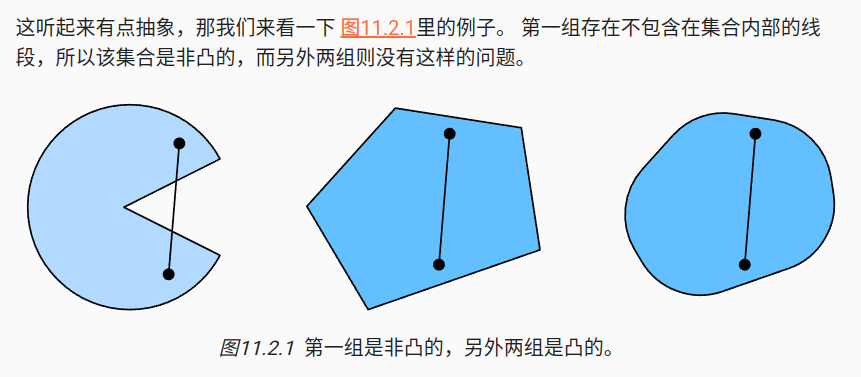 这听起来有点抽象，那我们来看一下 图11.2.1里的例子。 第一组存在不包含在集合内部的线
段，所以该集合是非凸的，而另外两组则没有这样的问题。
图11.2.1 第一组是非凸的，另外两组是凸的。